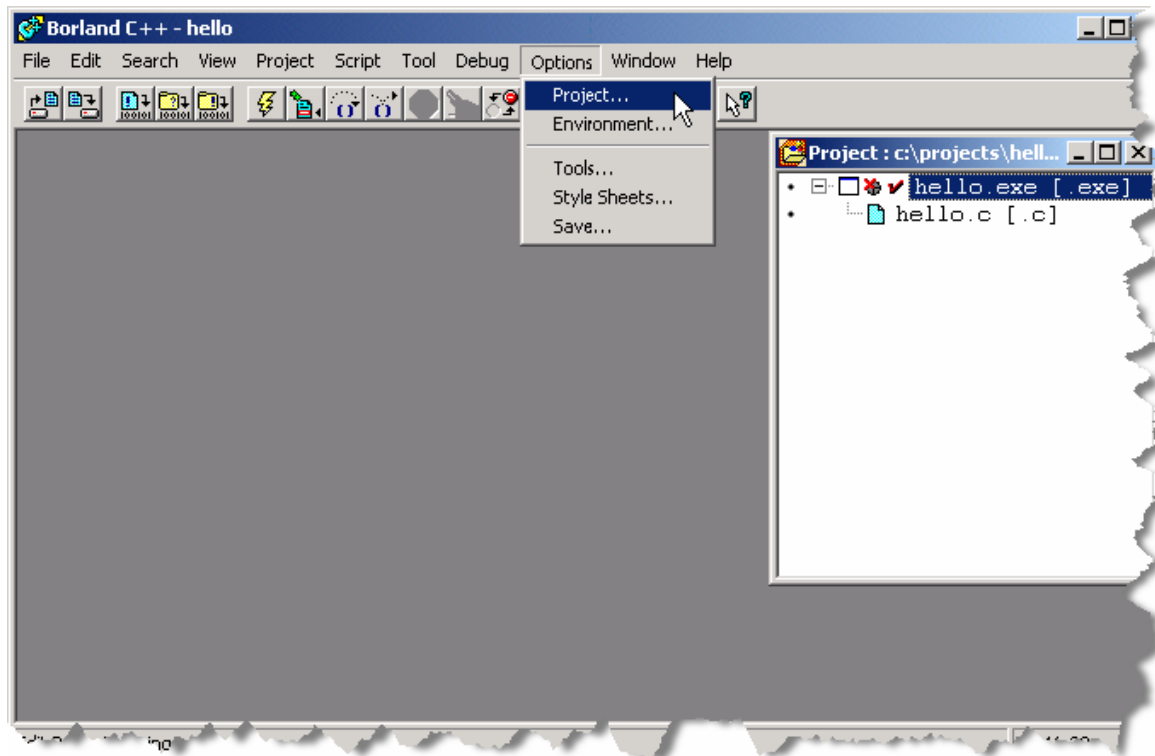 Borland C++ - hello
File Edit Search View Project Script Tool Debug Options Window Help
Project...
Environment...
Tools...
Style Sheets...
Save...
Project : c:\projects\hell...
hello.exe [.exe]
hello.c [.c]